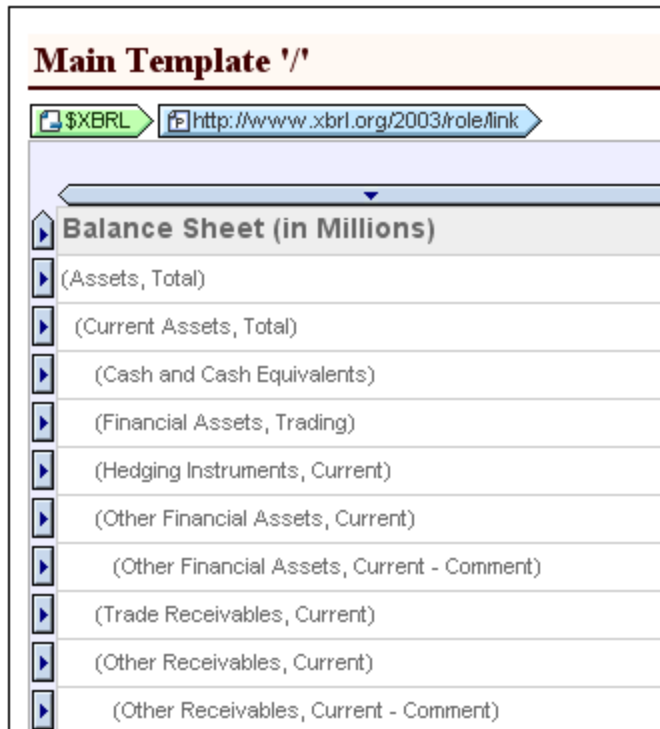 Main Template '/'
$XBRL http://www.xbrl.org/2003/role/link
Balance Sheet (in Millions)
(Assets, Total)
(Current Assets, Total)
(Cash and Cash Equivalents)
(Financial Assets, Trading)
(Hedging Instruments, Current)
(Other Financial Assets, Current)
(Other Financial Assets, Current - Comment)
(Trade Receivables, Current)
(Other Receivables, Current)
(Other Receivables, Current - Comment)